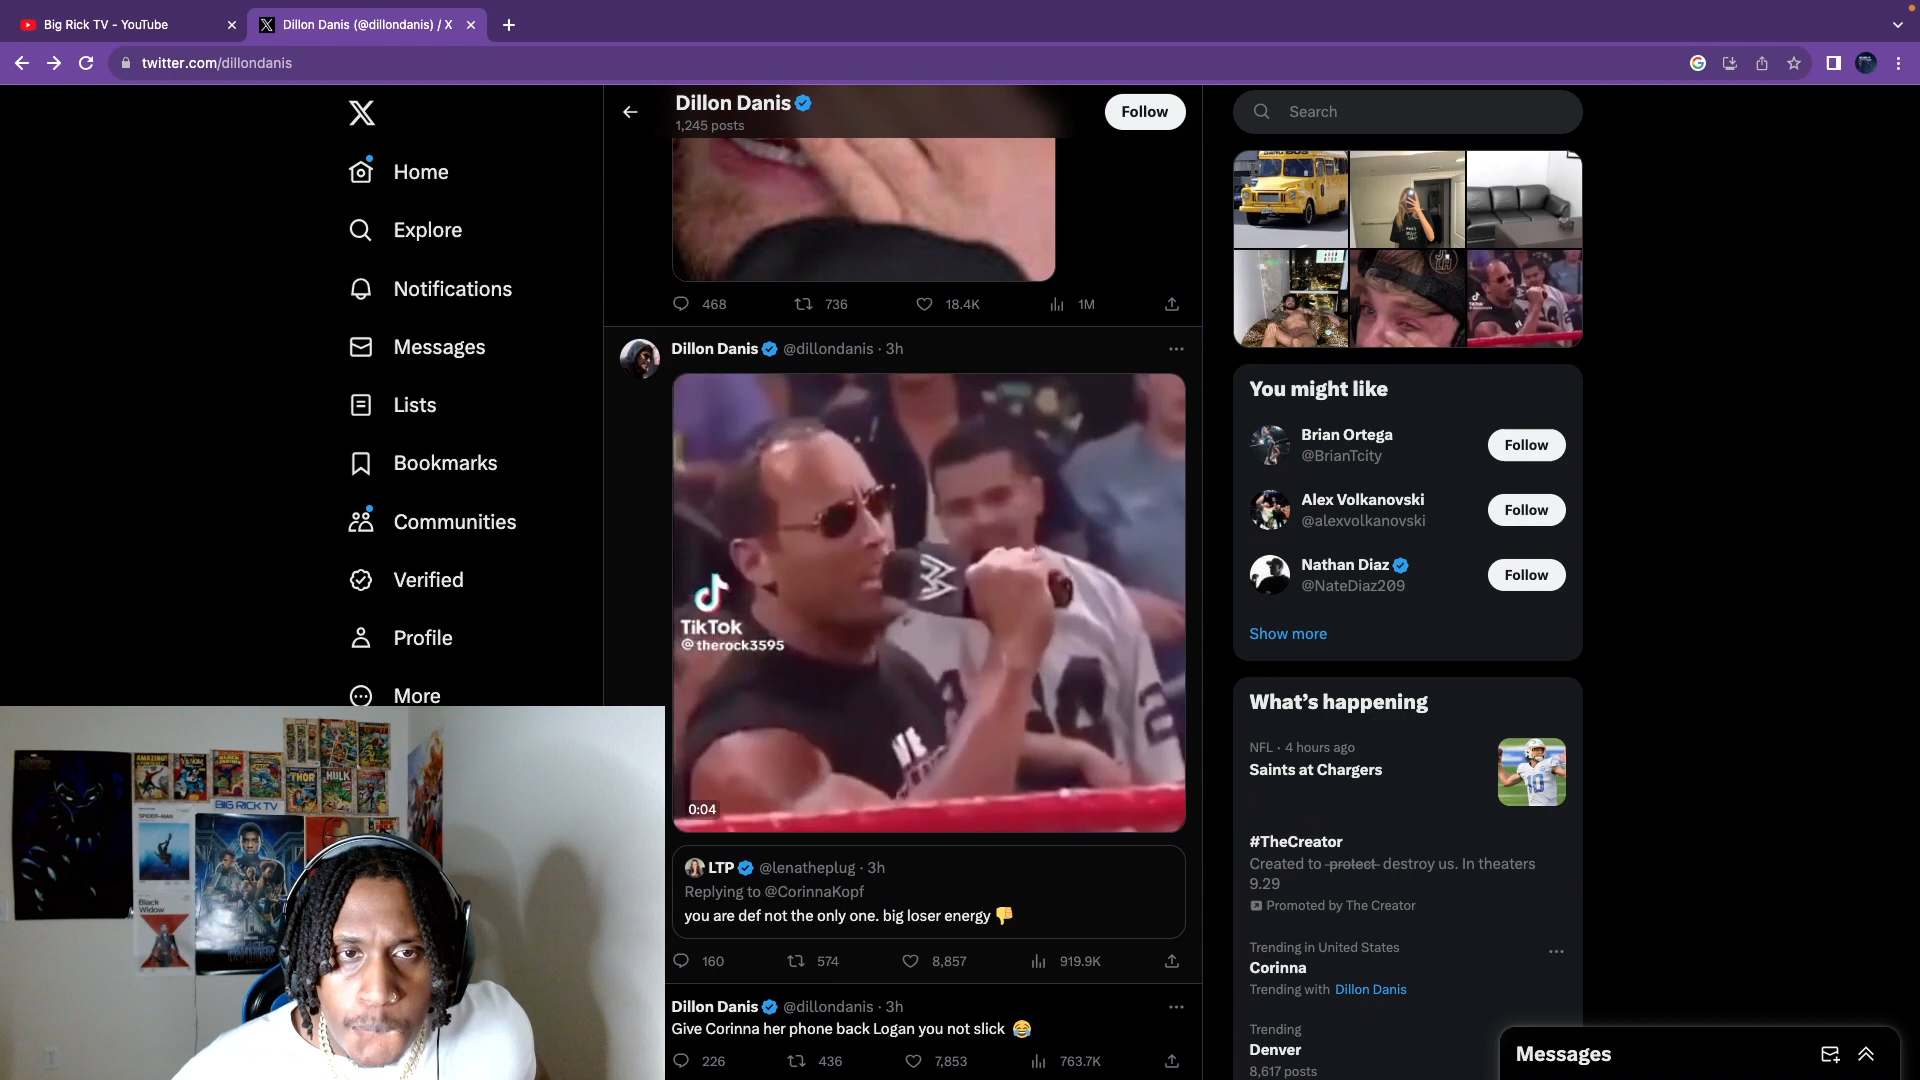 Big Rick TV - YouTube
Dillon Danis (@dillondanis) / X
twitter.com/dillondanis
Home
Explore
Notifications
Messages
Lists
Bookmarks
Communities
Verified
Profile
More
Dillon Danis
1,245 posts
Follow
468
736
18.4K
1M
Dillon Danis @dillondanis · 3h
TikTok
@therock3595
0:04
LTP @lenatheplug · 3h
Replying to @CorinnaKopf
you are def not the only one. big loser energy 👎
160
574
8,857
919.9K
Dillon Danis @dillondanis · 3h
Give Corinna her phone back Logan you not slick 😂
226
436
7,853
763.7K
Search
You might like
Brian Ortega
@BrianTcity
Follow
Alex Volkanovski
@alexvolkanovski
Follow
Nathan Diaz
@NateDiaz209
Follow
Show more
What's happening
NFL · 4 hours ago
Saints at Chargers
#TheCreator
Created to protect destroy us. In theaters
9.29
Promoted by The Creator
Trending in United States
Corinna
Trending with Dillon Danis
Trending
Denver
8,617 posts
Messages
AMAZING
VENOM
THOR
HULK
BIG RICK TV
SPIDER-MAN
Black
Widow